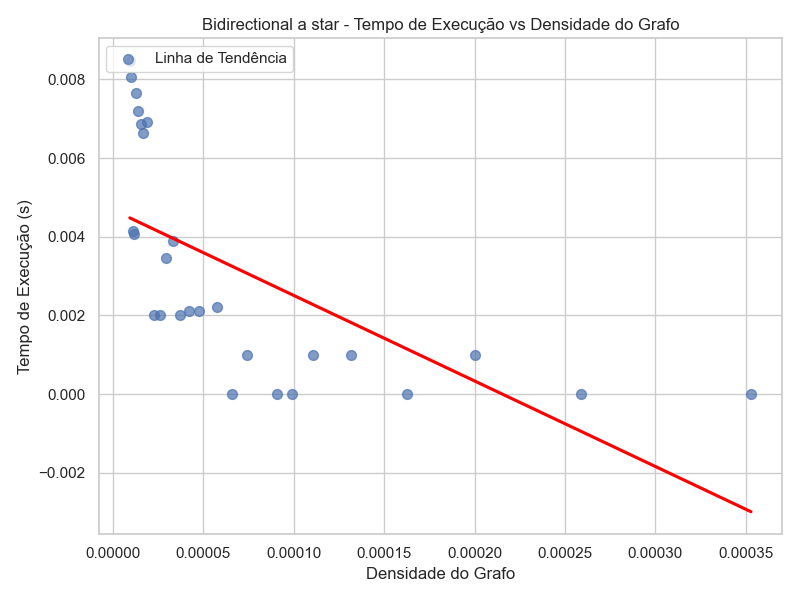 Bidirectional a star - Tempo de Execução vs Densidade do Grafo
Linha de Tendência
0.008
0.006
0.004
0.002
0.000
−0.002
Tempo de Execução (s)
0.00000 0.00005 0.00010 0.00015 0.00020 0.00025 0.00030 0.00035
Densidade do Grafo